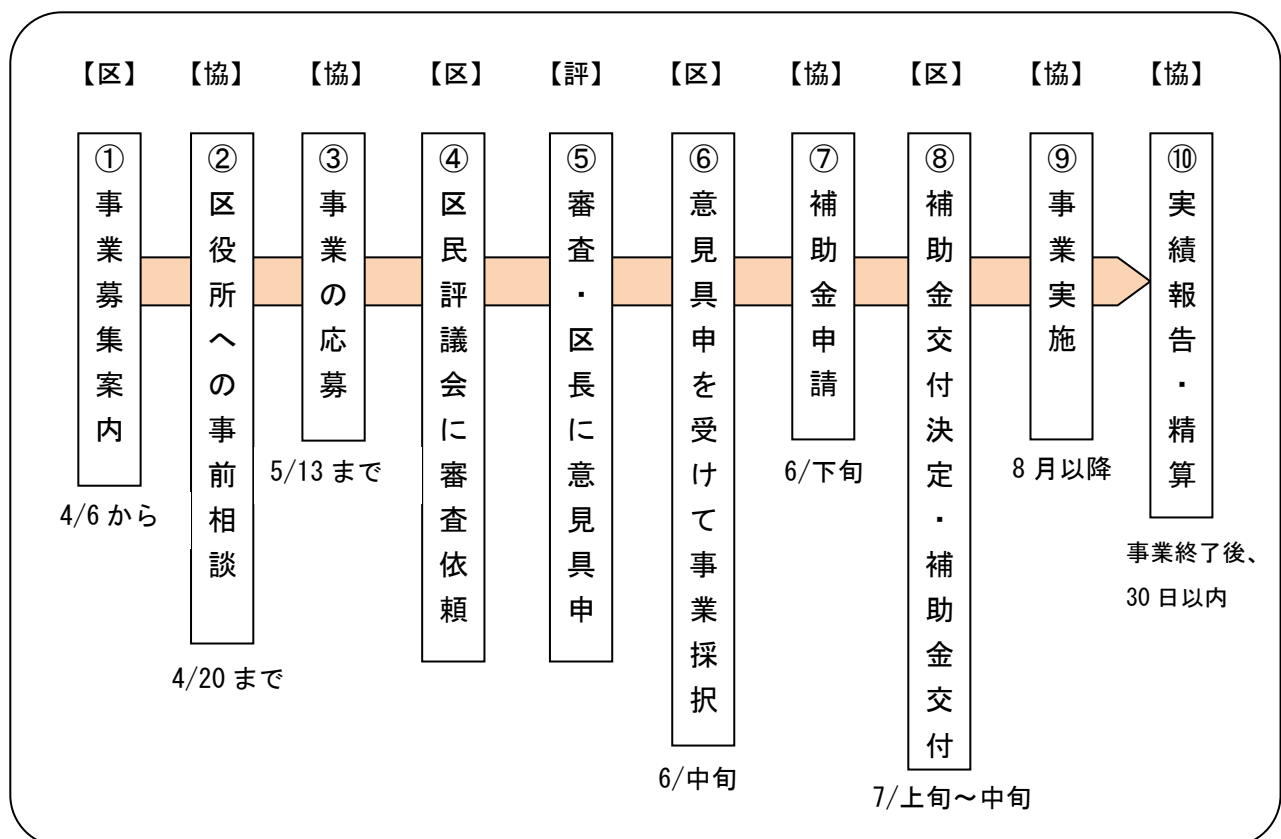 【区】 【協】 【協】 【区】 【評】 【区】 【協】 【区】 【協】 【協】
①事業募集案内
4/6 から
②区役所への事前相談
4/20 まで
③事業の応募
5/13 まで
④区民評議会に審査依頼
⑤審査・区長に意見具申
⑥意見具申を受けて事業採択
6/中旬
⑦補助金申請
6/下旬
⑧補助金交付決定・補助金交付
7/上旬～中旬
⑨事業実施
8 月以降
⑩実績報告・精算
事業終了後、
30 日以内